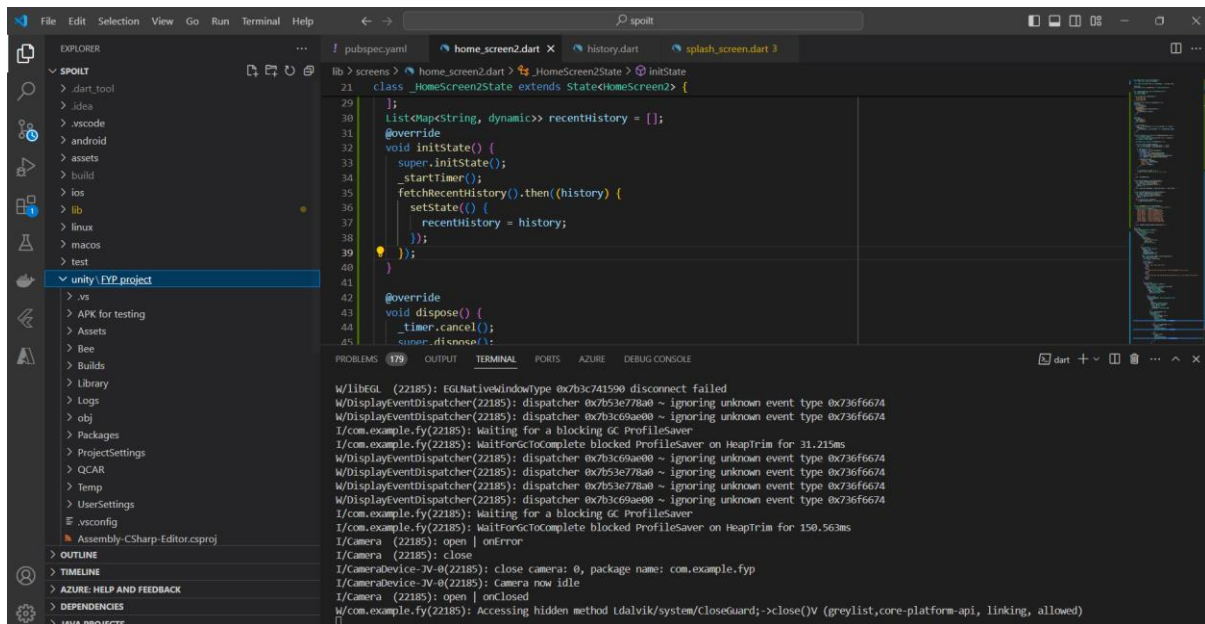 File Edit Selection View Go Run Terminal Help
spoilt
EXPLORER
SPOILT
.dart_tool
.idea
.vscode
android
assets
build
ios
lib
linux
macos
test
unity \ FYP project
.vs
APK for testing
Assets
Bee
Builds
Library
Logs
obj
Packages
ProjectSettings
QCAR
Temp
UserSettings
.vsconfig
Assembly-CSharp-Editor.csproj
OUTLINE
TIMELINE
AZURE: HELP AND FEEDBACK
DEPENDENCIES
JAVA PROJECTS
1
pubspec.yaml home_screen2.dart history.dart splash_screen.dart 3
lib > screens > home_screen2.dart > _HomeScreen2State > initState
21 class _HomeScreen2State extends State<HomeScreen2> {
29 ];
30 List<Map<String, dynamic>> recentHistory = [];
31 @override
32 void initState() {
33 super.initState();
34 _startTimer();
35 fetchRecentHistory().then((history) {
36 setState(() {
37 recentHistory = history;
38 });
39 });
40 }
41
42 @override
43 void dispose() {
44 _timer.cancel();
45 super.dispose();
PROBLEMS 179 OUTPUT TERMINAL PORTS AZURE DEBUG CONSOLE dart
W/libEGL (22185): EGLNativeWindowType 0x7b3c741590 disconnect failed
W/DisplayEventDispatcher(22185): dispatcher 0x7b53e778a0 ~ ignoring unknown event type 0x736f6674
W/DisplayEventDispatcher(22185): dispatcher 0x7b3c69ae00 ~ ignoring unknown event type 0x736f6674
I/com.example.fy(22185): Waiting for a blocking GC ProfileSaver
I/com.example.fy(22185): WaitForGcToComplete blocked ProfileSaver on HeapTrim for 31.215ms
W/DisplayEventDispatcher(22185): dispatcher 0x7b3c69ae00 ~ ignoring unknown event type 0x736f6674
W/DisplayEventDispatcher(22185): dispatcher 0x7b53e778a0 ~ ignoring unknown event type 0x736f6674
W/DisplayEventDispatcher(22185): dispatcher 0x7b53e778a0 ~ ignoring unknown event type 0x736f6674
W/DisplayEventDispatcher(22185): dispatcher 0x7b3c69ae00 ~ ignoring unknown event type 0x736f6674
I/com.example.fy(22185): Waiting for a blocking GC ProfileSaver
I/com.example.fy(22185): WaitForGcToComplete blocked ProfileSaver on HeapTrim for 150.563ms
I/Camera (22185): open | onError
I/Camera (22185): close
I/CameraDevice-JV-0(22185): close camera: 0, package name: com.example.fyp
I/CameraDevice-JV-0(22185): Camera now idle
I/Camera (22185): open | onClosed
W/com.example.fy(22185): Accessing hidden method Ldalvik/system/CloseGuard;->close()V (greylist,core-platform-api, linking, allowed)